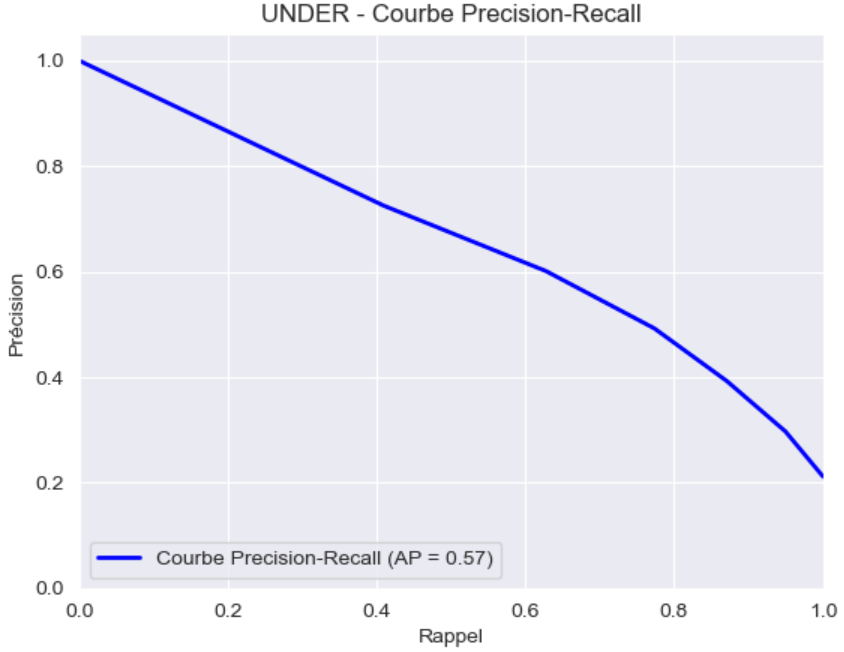 UNDER - Courbe Precision-Recall
1.0
0.8
0.6
0.4
0.2
0.0
Précision
Courbe Precision-Recall (AP = 0.57)
0.0 0.2 0.4 0.6 0.8 1.0
Rappel